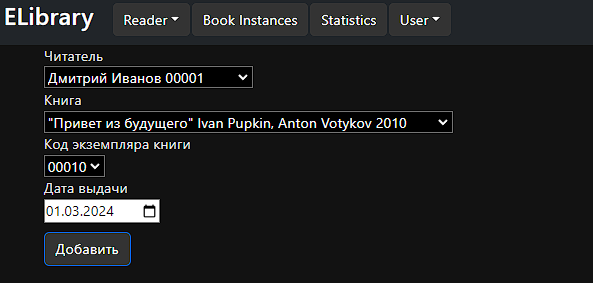 ELibrary Reader Book Instances Statistics User
Читатель
Дмитрий Иванов 00001
Книга
"Привет из будущего" Ivan Pupkin, Anton Votykov 2010
Код экземпляра книги
00010
Дата выдачи
01.03.2024
Добавить